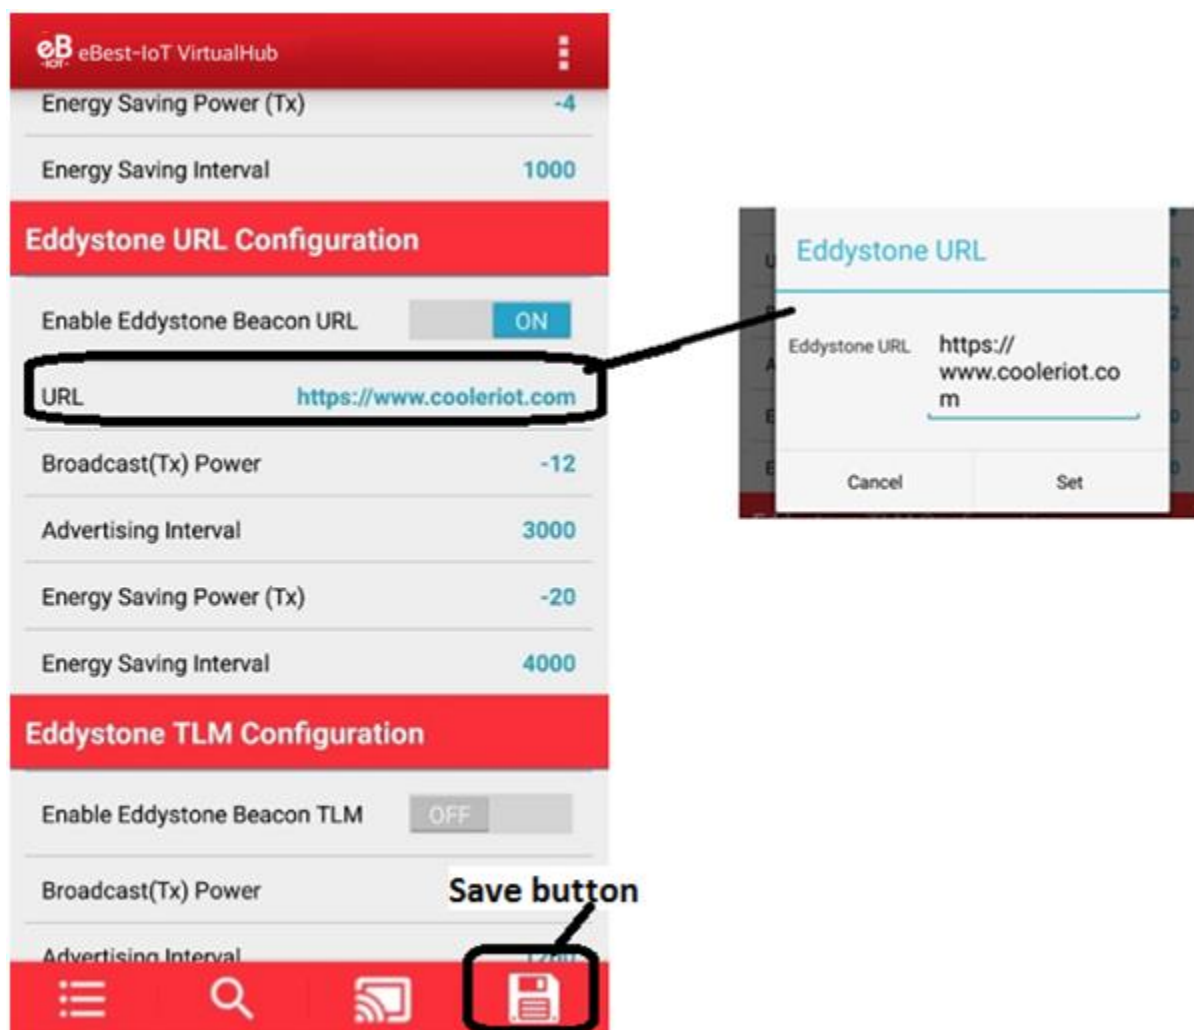 eB
-IOT-
eBest-IoT VirtualHub
Energy Saving Power (Tx) -4
Energy Saving Interval 1000
Eddystone URL Configuration
Enable Eddystone Beacon URL ON
URL https://www.cooleriot.com
Broadcast(Tx) Power -12
Advertising Interval 3000
Energy Saving Power (Tx) -20
Energy Saving Interval 4000
Eddystone TLM Configuration
Enable Eddystone Beacon TLM OFF
Broadcast(Tx) Power
Save button
Advertising Interval
Eddystone URL
Eddystone URL
https://
www.cooleriot.co
m
Cancel Set